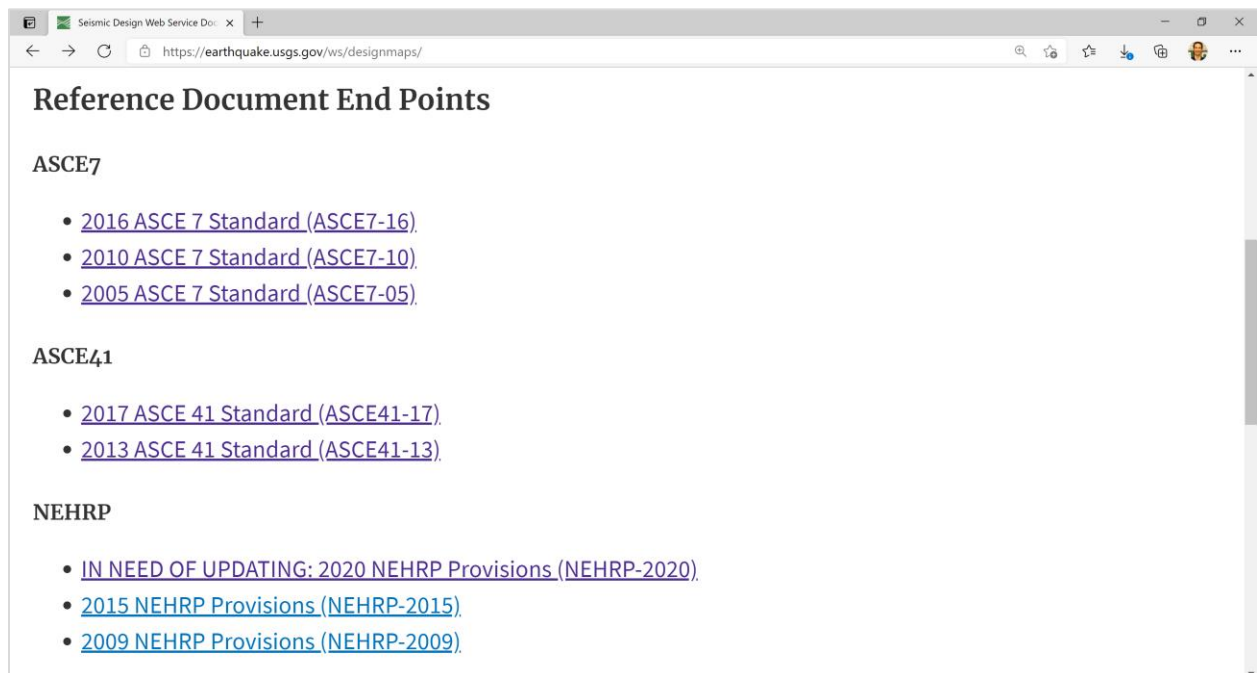 Seismic Design Web Service Doc
https://earthquake.usgs.gov/ws/designmaps/
Reference Document End Points
ASCE7
2016 ASCE 7 Standard (ASCE7-16)
2010 ASCE 7 Standard (ASCE7-10)
2005 ASCE 7 Standard (ASCE7-05)
ASCE41
2017 ASCE 41 Standard (ASCE41-17)
2013 ASCE 41 Standard (ASCE41-13)
NEHRP
IN NEED OF UPDATING: 2020 NEHRP Provisions (NEHRP-2020)
2015 NEHRP Provisions (NEHRP-2015)
2009 NEHRP Provisions (NEHRP-2009)